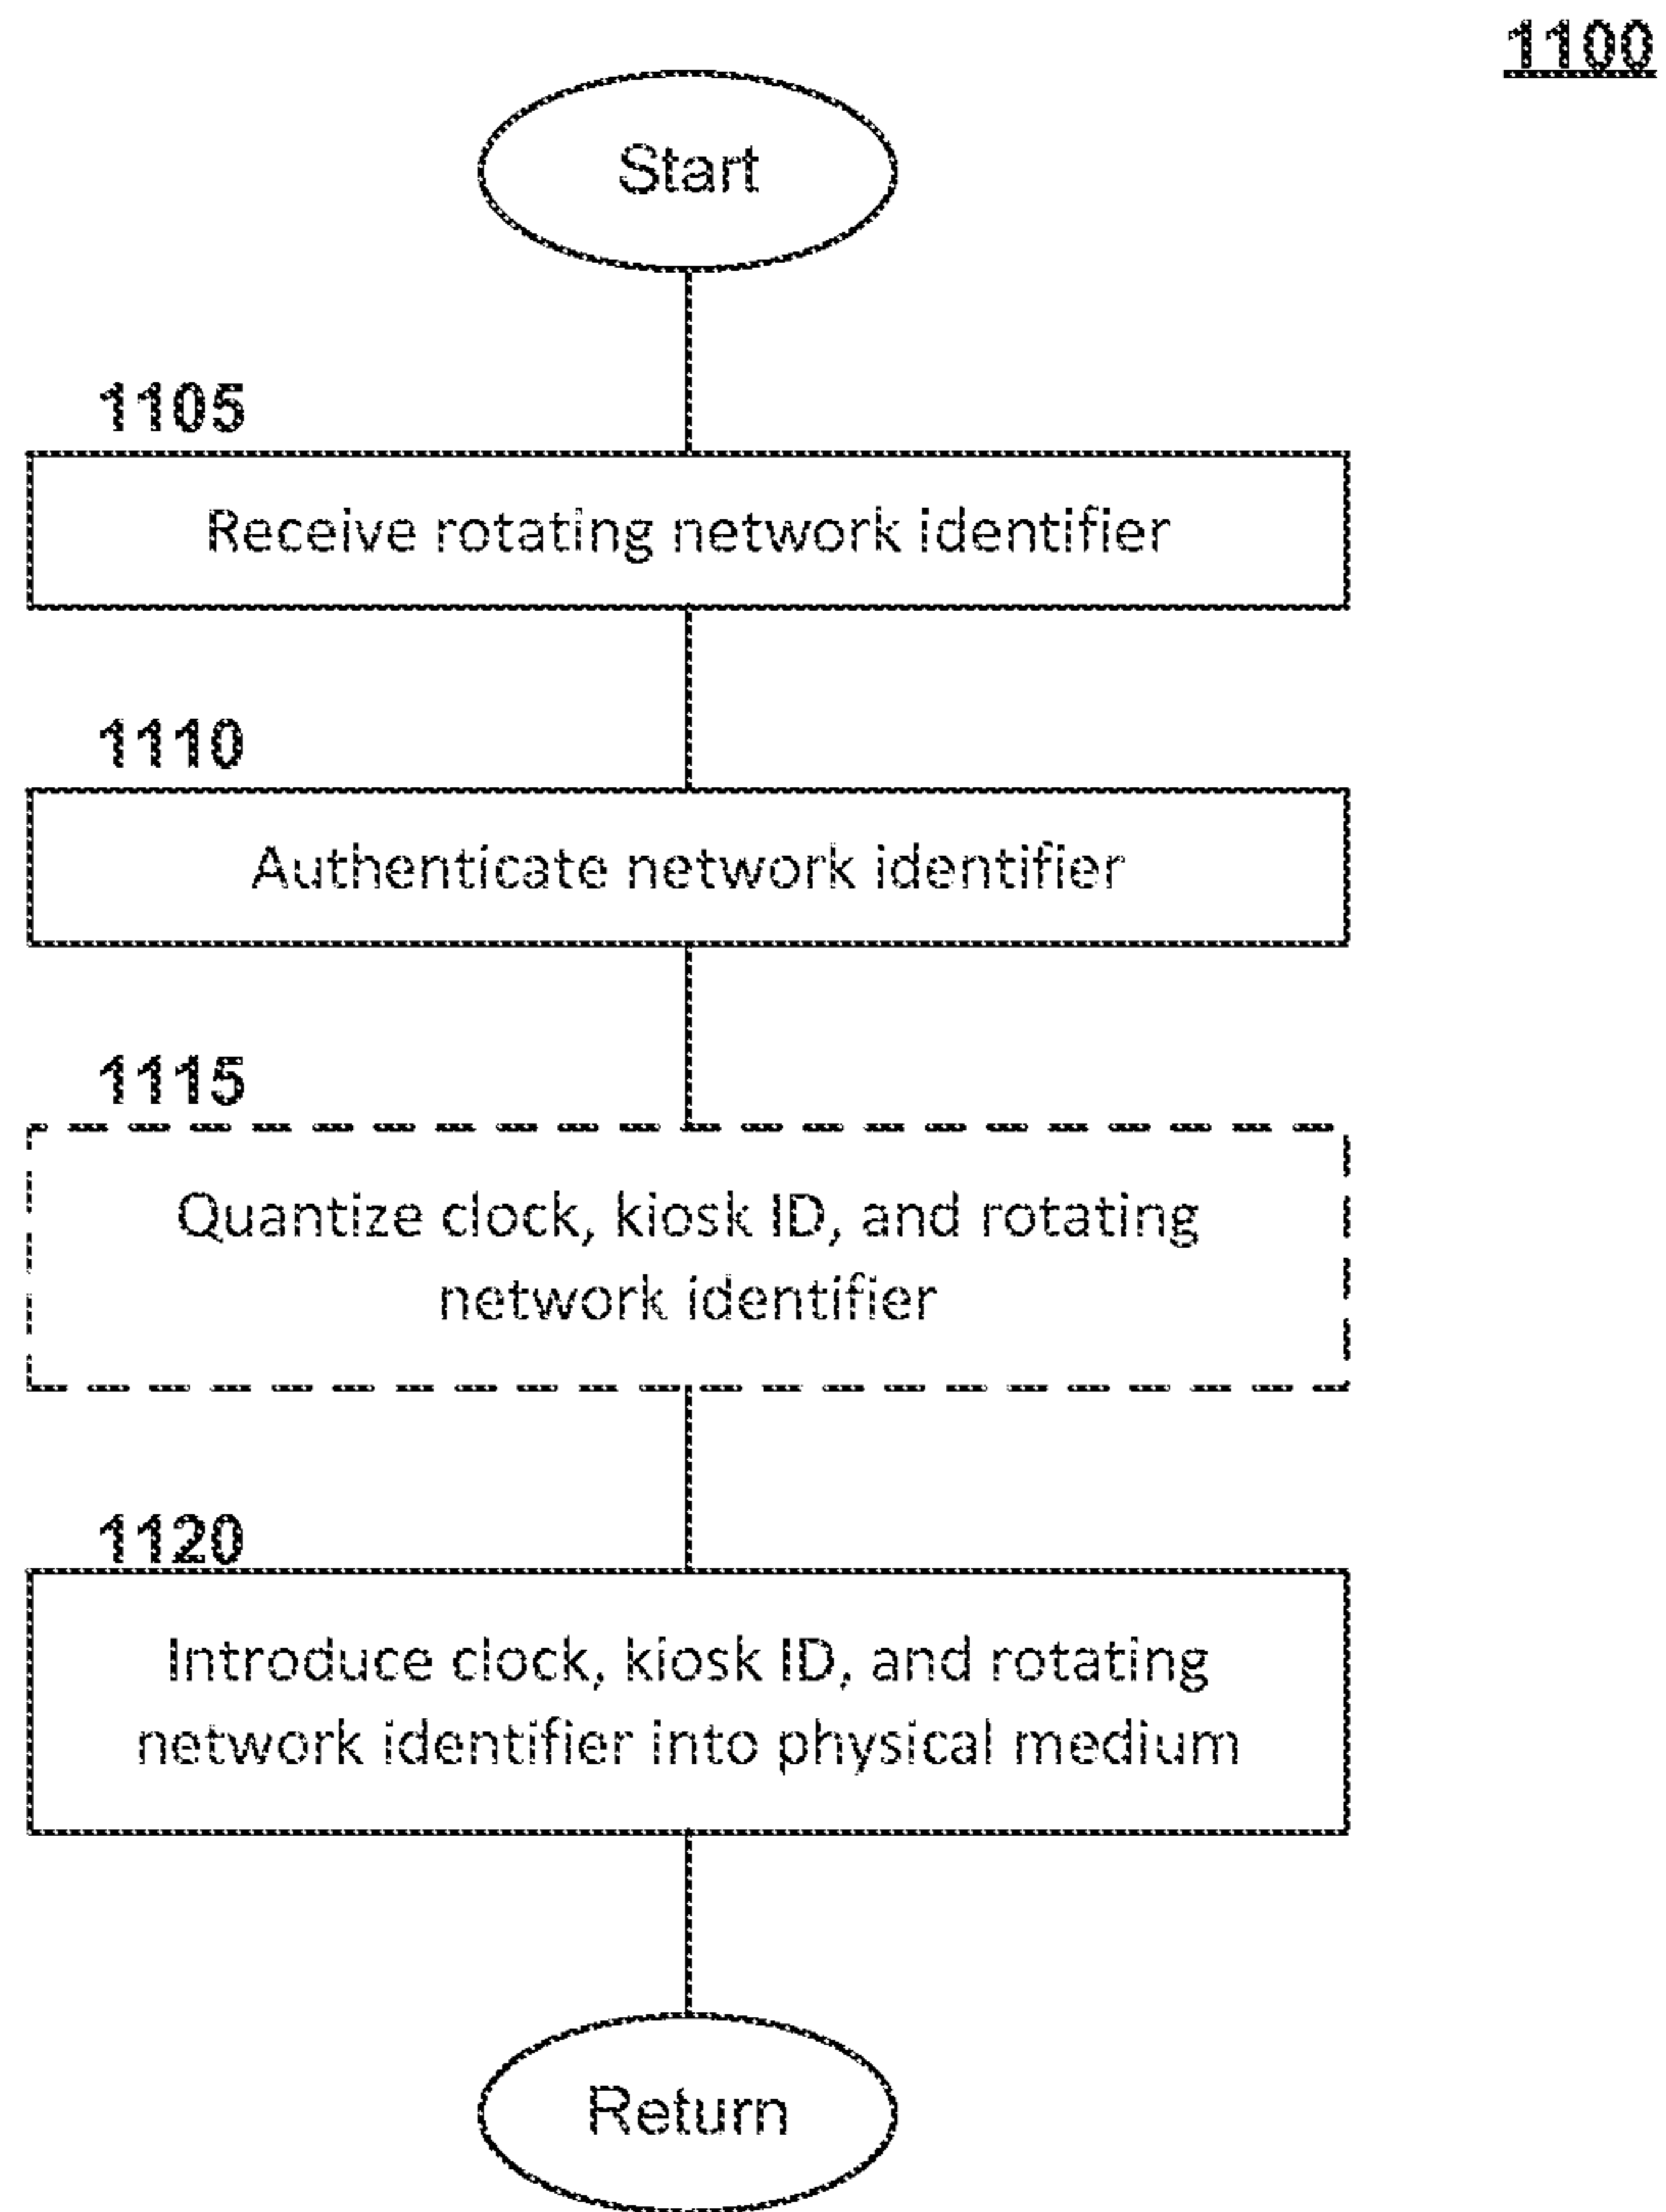 1100
Start
1105
Receive rotating network identifier
1110
Authenticate network identifier
1115
Quantize clock, kiosk ID, and rotating
network identifier
1120
Introduce clock, kiosk ID, and rotating
network identifier into physical medium
Return